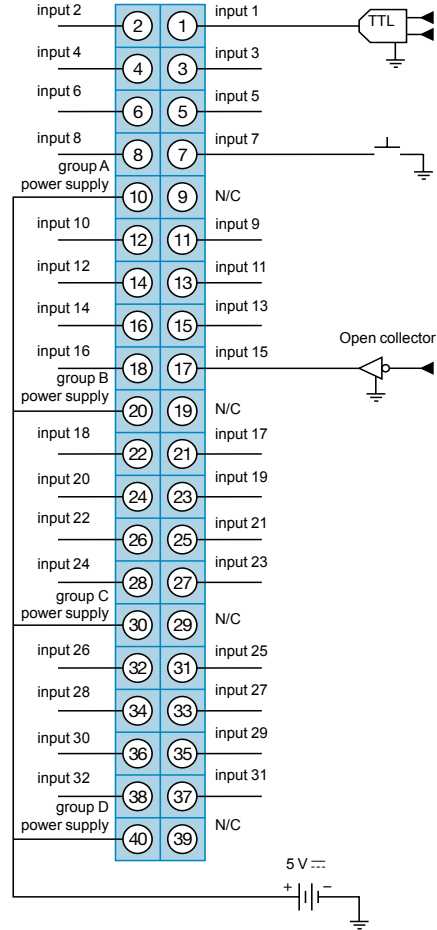 input 2 2 1 input 1 TTL
input 4 4 3 input 3
input 6 6 5 input 5
input 8 8 7 input 7
group A
power supply 10 9 N/C
input 10 12 11 input 9
input 12 14 13 input 11
input 14 16 15 input 13
Open collector
input 16 18 17 input 15
group B
power supply 20 19 N/C
input 18 22 21 input 17
input 20 24 23 input 19
input 22 26 25 input 21
input 24 28 27 input 23
group C
power supply 30 29 N/C
input 26 32 31 input 25
input 28 34 33 input 27
input 30 36 35 input 29
input 32 38 37 input 31
group D
power supply 40 39 N/C
5 V ⎓
+ −